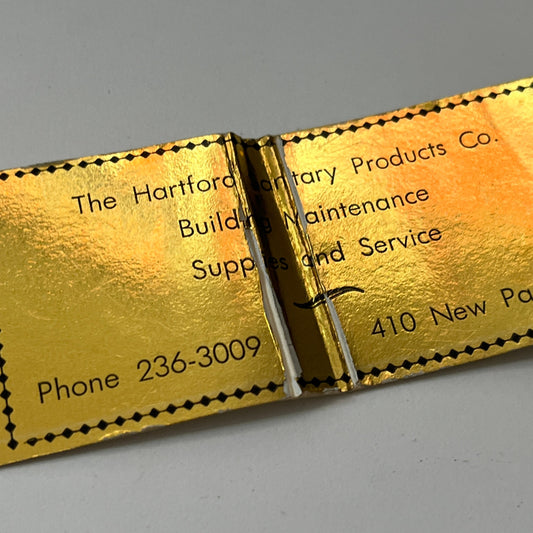 The Hartford Sanitary Products Co.
Building Maintenance
Supplies and Service
Phone 236-3009
410 New